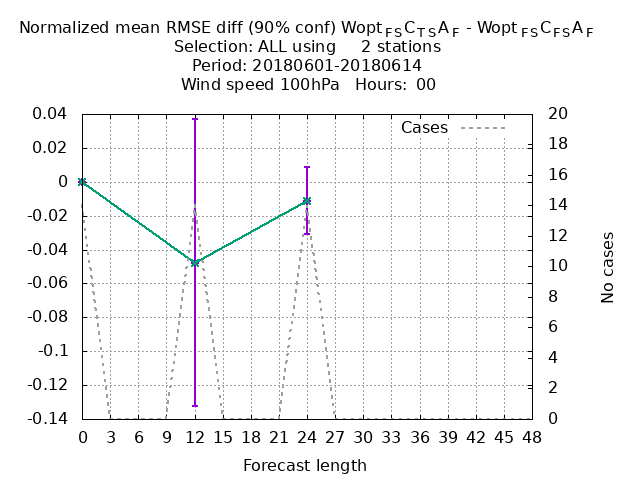 Normalized mean RMSE diff (90% conf) Wopt FS C T S A F - Wopt FS C F S A F
Selection: ALL using 2 stations
Period: 20180601-20180614
Wind speed 100hPa Hours: 00
Cases
0.04
0.02
0
-0.02
-0.04
-0.06
-0.08
-0.1
-0.12
-0.14
20
18
16
14
12
10
8
6
4
2
0
No cases
0 3 6 9 12 15 18 21 24 27 30 33 36 39 42 45 48
Forecast length